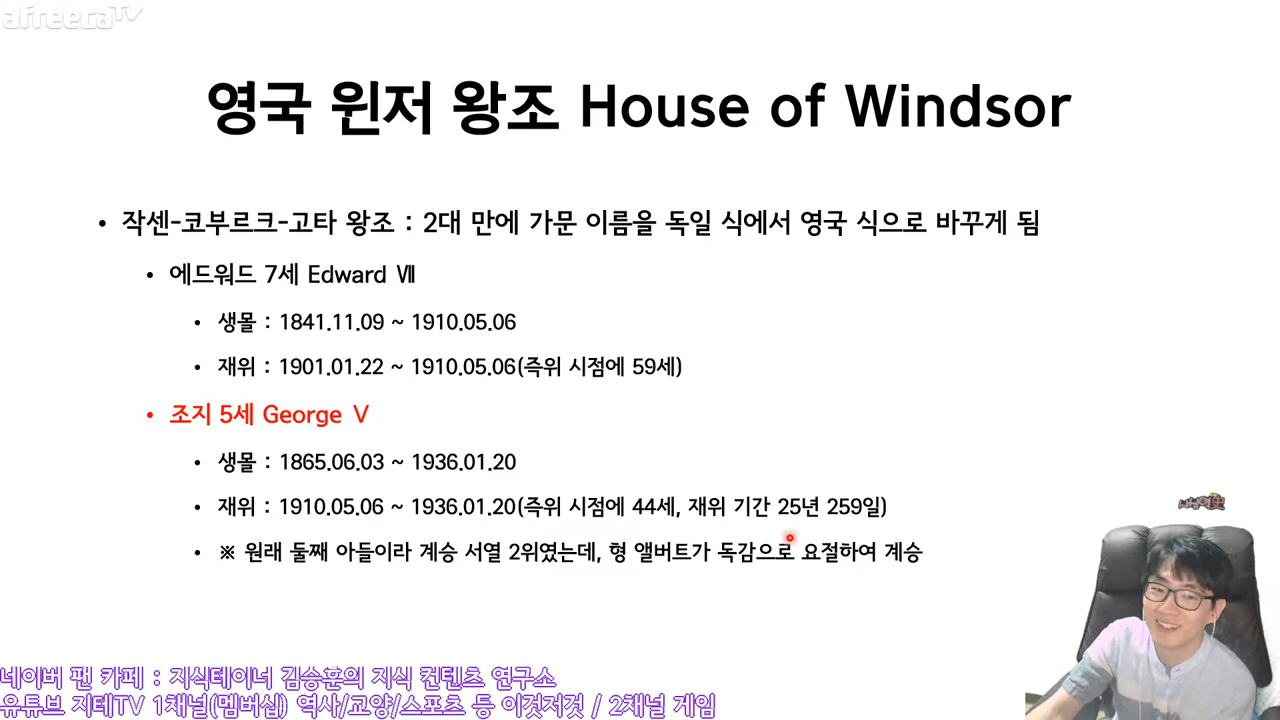 afreecaTV
영국 윈저 왕조 House of Windsor
• 작센-코부르크-고타 왕조 : 2대 만에 가문 이름을 독일 식에서 영국 식으로 바꾸게 됨
• 에드워드 7세 Edward Ⅶ
• 생몰 : 1841.11.09 ~ 1910.05.06
• 재위 : 1901.01.22 ~ 1910.05.06(즉위 시점에 59세)
• 조지 5세 George Ⅴ
• 생몰 : 1865.06.03 ~ 1936.01.20
• 재위 : 1910.05.06 ~ 1936.01.20(즉위 시점에 44세, 재위 기간 25년 259일)
• ※ 원래 둘째 아들이라 계승 서열 2위였는데, 형 앨버트가 독감으로 요절하여 계승
네이버 팬 카페 : 지식테이너 김승훈의 지식 컨텐츠 연구소
유튜브 지테TV 1채널(멤버십) 역사/교양/스포츠 등 이것저것 / 2채널 게임